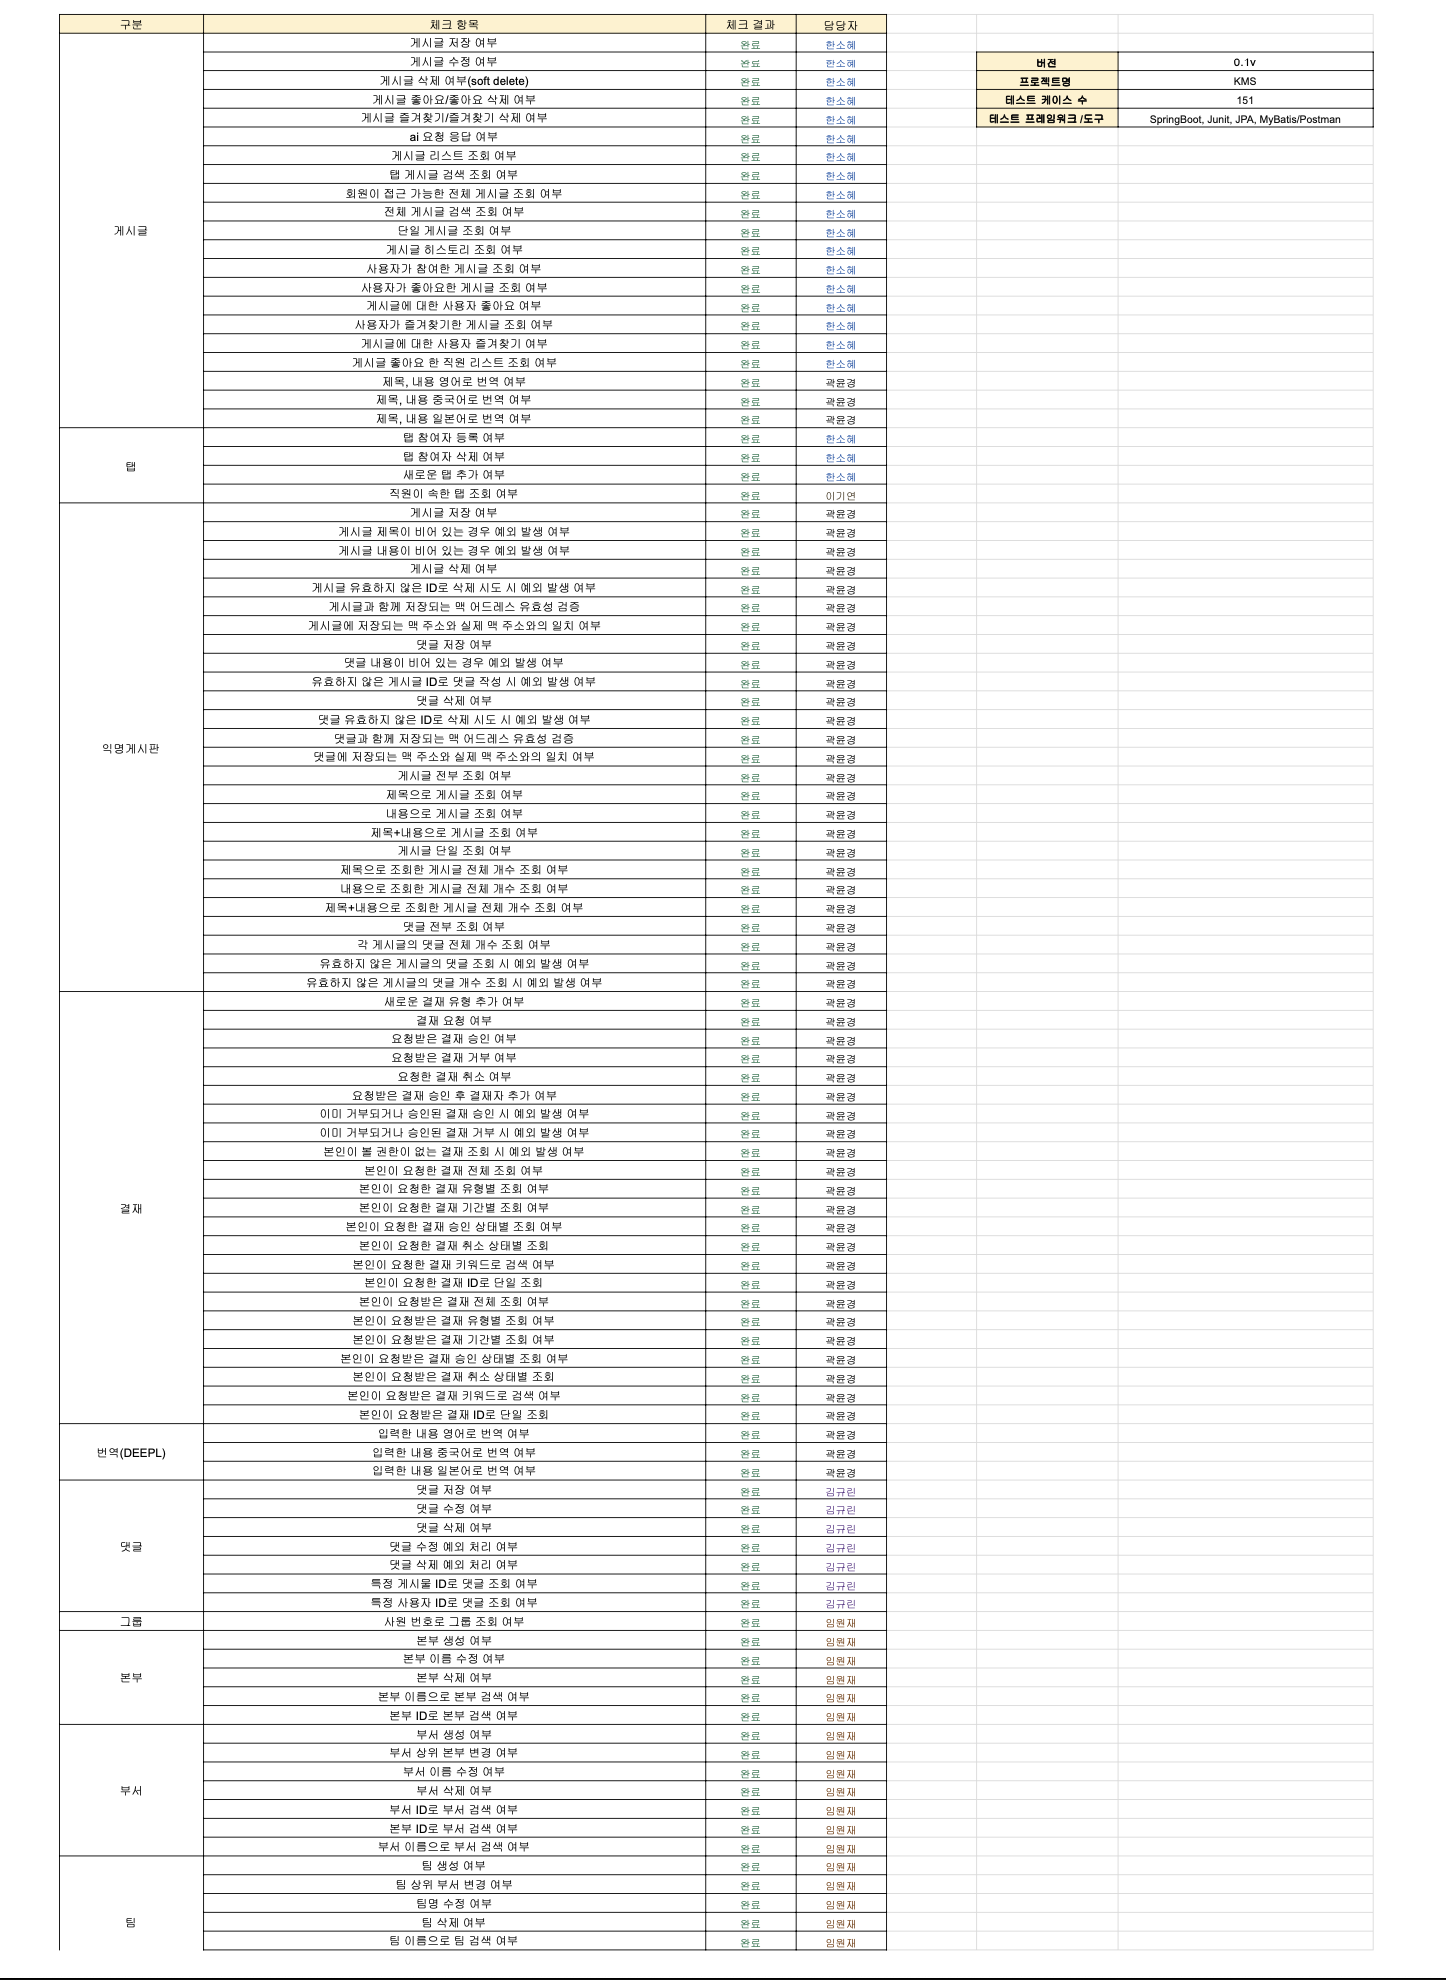 구분 체크 항목 체크 결과 담당자
게시글 저장 여부 완료 한소혜
게시글 수정 여부 완료 한소혜 버젼 0.1v
게시글 삭제 여부(soft delete) 완료 한소혜 프로젝트명 KMS
게시글 좋아요/좋아요 삭제 여부 완료 한소혜 테스트 케이스 수 151
게시글 즐겨찾기/즐겨찾기 삭제 여부 완료 한소혜 테스트 프레임워크 /도구 SpringBoot, Junit, JPA, MyBatis/Postman
ai 요청 응답 여부 완료 한소혜
게시글 리스트 조회 여부 완료 한소혜
탭 게시글 검색 조회 여부 완료 한소혜
회원이 접근 가능한 전체 게시글 조회 여부 완료 한소혜
전체 게시글 검색 조회 여부 완료 한소혜
게시글 단일 게시글 조회 여부 완료 한소혜
게시글 히스토리 조회 여부 완료 한소혜
사용자가 참여한 게시글 조회 여부 완료 한소혜
사용자가 좋아요한 게시글 조회 여부 완료 한소혜
게시글에 대한 사용자 좋아요 여부 완료 한소혜
사용자가 즐겨찾기한 게시글 조회 여부 완료 한소혜
게시글에 대한 사용자 즐겨찾기 여부 완료 한소혜
게시글 좋아요 한 직원 리스트 조회 여부 완료 한소혜
제목, 내용 영어로 번역 여부 완료 곽윤경
제목, 내용 중국어로 번역 여부 완료 곽윤경
제목, 내용 일본어로 번역 여부 완료 곽윤경
탭 참여자 등록 여부 완료 한소혜
탭 탭 참여자 삭제 여부 완료 한소혜
새로운 탭 추가 여부 완료 한소혜
직원이 속한 탭 조회 여부 완료 이기연
게시글 저장 여부 완료 곽윤경
게시글 제목이 비어 있는 경우 예외 발생 여부 완료 곽윤경
게시글 내용이 비어 있는 경우 예외 발생 여부 완료 곽윤경
게시글 삭제 여부 완료 곽윤경
게시글 유효하지 않은 ID로 삭제 시도 시 예외 발생 여부 완료 곽윤경
게시글과 함께 저장되는 맥 어드레스 유효성 검증 완료 곽윤경
게시글에 저장되는 맥 주소와 실제 맥 주소와의 일치 여부 완료 곽윤경
댓글 저장 여부 완료 곽윤경
댓글 내용이 비어 있는 경우 예외 발생 여부 완료 곽윤경
유효하지 않은 게시글 ID로 댓글 작성 시 예외 발생 여부 완료 곽윤경
댓글 삭제 여부 완료 곽윤경
댓글 유효하지 않은 ID로 삭제 시도 시 예외 발생 여부 완료 곽윤경
댓글과 함께 저장되는 맥 어드레스 유효성 검증 완료 곽윤경
익명게시판 댓글에 저장되는 맥 주소와 실제 맥 주소와의 일치 여부 완료 곽윤경
게시글 전부 조회 여부 완료 곽윤경
제목으로 게시글 조회 여부 완료 곽윤경
내용으로 게시글 조회 여부 완료 곽윤경
제목+내용으로 게시글 조회 여부 완료 곽윤경
게시글 단일 조회 여부 완료 곽윤경
제목으로 조회한 게시글 전체 개수 조회 여부 완료 곽윤경
내용으로 조회한 게시글 전체 개수 조회 여부 완료 곽윤경
제목+내용으로 조회한 게시글 전체 개수 조회 여부 완료 곽윤경
댓글 전부 조회 여부 완료 곽윤경
각 게시글의 댓글 전체 개수 조회 여부 완료 곽윤경
유효하지 않은 게시글의 댓글 조회 시 예외 발생 여부 완료 곽윤경
유효하지 않은 게시글의 댓글 개수 조회 시 예외 발생 여부 완료 곽윤경
새로운 결재 유형 추가 여부 완료 곽윤경
결재 요청 여부 완료 곽윤경
요청받은 결재 승인 여부 완료 곽윤경
요청받은 결재 거부 여부 완료 곽윤경
요청한 결재 취소 여부 완료 곽윤경
요청받은 결재 승인 후 결재자 추가 여부 완료 곽윤경
이미 거부되거나 승인된 결재 승인 시 예외 발생 여부 완료 곽윤경
이미 거부되거나 승인된 결재 거부 시 예외 발생 여부 완료 곽윤경
본인이 볼 권한이 없는 결재 조회 시 예외 발생 여부 완료 곽윤경
본인이 요청한 결재 전체 조회 여부 완료 곽윤경
본인이 요청한 결재 유형별 조회 여부 완료 곽윤경
결재 본인이 요청한 결재 기간별 조회 여부 완료 곽윤경
본인이 요청한 결재 승인 상태별 조회 여부 완료 곽윤경
본인이 요청한 결재 취소 상태별 조회 완료 곽윤경
본인이 요청한 결재 키워드로 검색 여부 완료 곽윤경
본인이 요청한 결재 ID로 단일 조회 완료 곽윤경
본인이 요청받은 결재 전체 조회 여부 완료 곽윤경
본인이 요청받은 결재 유형별 조회 여부 완료 곽윤경
본인이 요청받은 결재 기간별 조회 여부 완료 곽윤경
본인이 요청받은 결재 승인 상태별 조회 여부 완료 곽윤경
본인이 요청받은 결재 취소 상태별 조회 완료 곽윤경
본인이 요청받은 결재 키워드로 검색 여부 완료 곽윤경
본인이 요청받은 결재 ID로 단일 조회 완료 곽윤경
입력한 내용 영어로 번역 여부 완료 곽윤경
번역(DEEPL) 입력한 내용 중국어로 번역 여부 완료 곽윤경
입력한 내용 일본어로 번역 여부 완료 곽윤경
댓글 저장 여부 완료 김규린
댓글 수정 여부 완료 김규린
댓글 삭제 여부 완료 김규린
댓글 댓글 수정 예외 처리 여부 완료 김규린
댓글 삭제 예외 처리 여부 완료 김규린
특정 게시물 ID로 댓글 조회 여부 완료 김규린
특정 사용자 ID로 댓글 조회 여부 완료 김규린
그룹 사원 번호로 그룹 조회 여부 완료 임원재
본부 생성 여부 완료 임원재
본부 이름 수정 여부 완료 임원재
본부 본부 삭제 여부 완료 임원재
본부 이름으로 본부 검색 여부 완료 임원재
본부 ID로 본부 검색 여부 완료 임원재
부서 생성 여부 완료 임원재
부서 상위 본부 변경 여부 완료 임원재
부서 이름 수정 여부 완료 임원재
부서 부서 삭제 여부 완료 임원재
부서 ID로 부서 검색 여부 완료 임원재
본부 ID로 부서 검색 여부 완료 임원재
부서 이름으로 부서 검색 여부 완료 임원재
팀 생성 여부 완료 임원재
팀 상위 부서 변경 여부 완료 임원재
팀명 수정 여부 완료 임원재
팀 팀 삭제 여부 완료 임원재
팀 이름으로 팀 검색 여부 완료 임원재